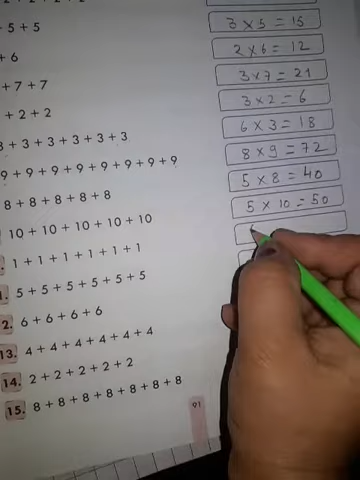 + 5 + 5
3 × 5 = 15
+ 6
2 × 6 = 12
+ 7 + 7
3 × 7 = 21
+ 2 + 2
3 × 2 = 6
3 + 3 + 3 + 3 + 3 + 3
6 × 3 = 18
9 + 9 + 9 + 9 + 9 + 9 + 9 + 9
8 × 9 = 72
8 + 8 + 8 + 8 + 8
5 × 8 = 40
10 + 10 + 10 + 10 + 10
5 × 10 = 50
1 + 1 + 1 + 1 + 1 + 1
1. 5 + 5 + 5 + 5 + 5 + 5
2. 6 + 6 + 6 + 6
13. 4 + 4 + 4 + 4 + 4 + 4
14. 2 + 2 + 2 + 2 + 2
15. 8 + 8 + 8 + 8 + 8 + 8 + 8
91